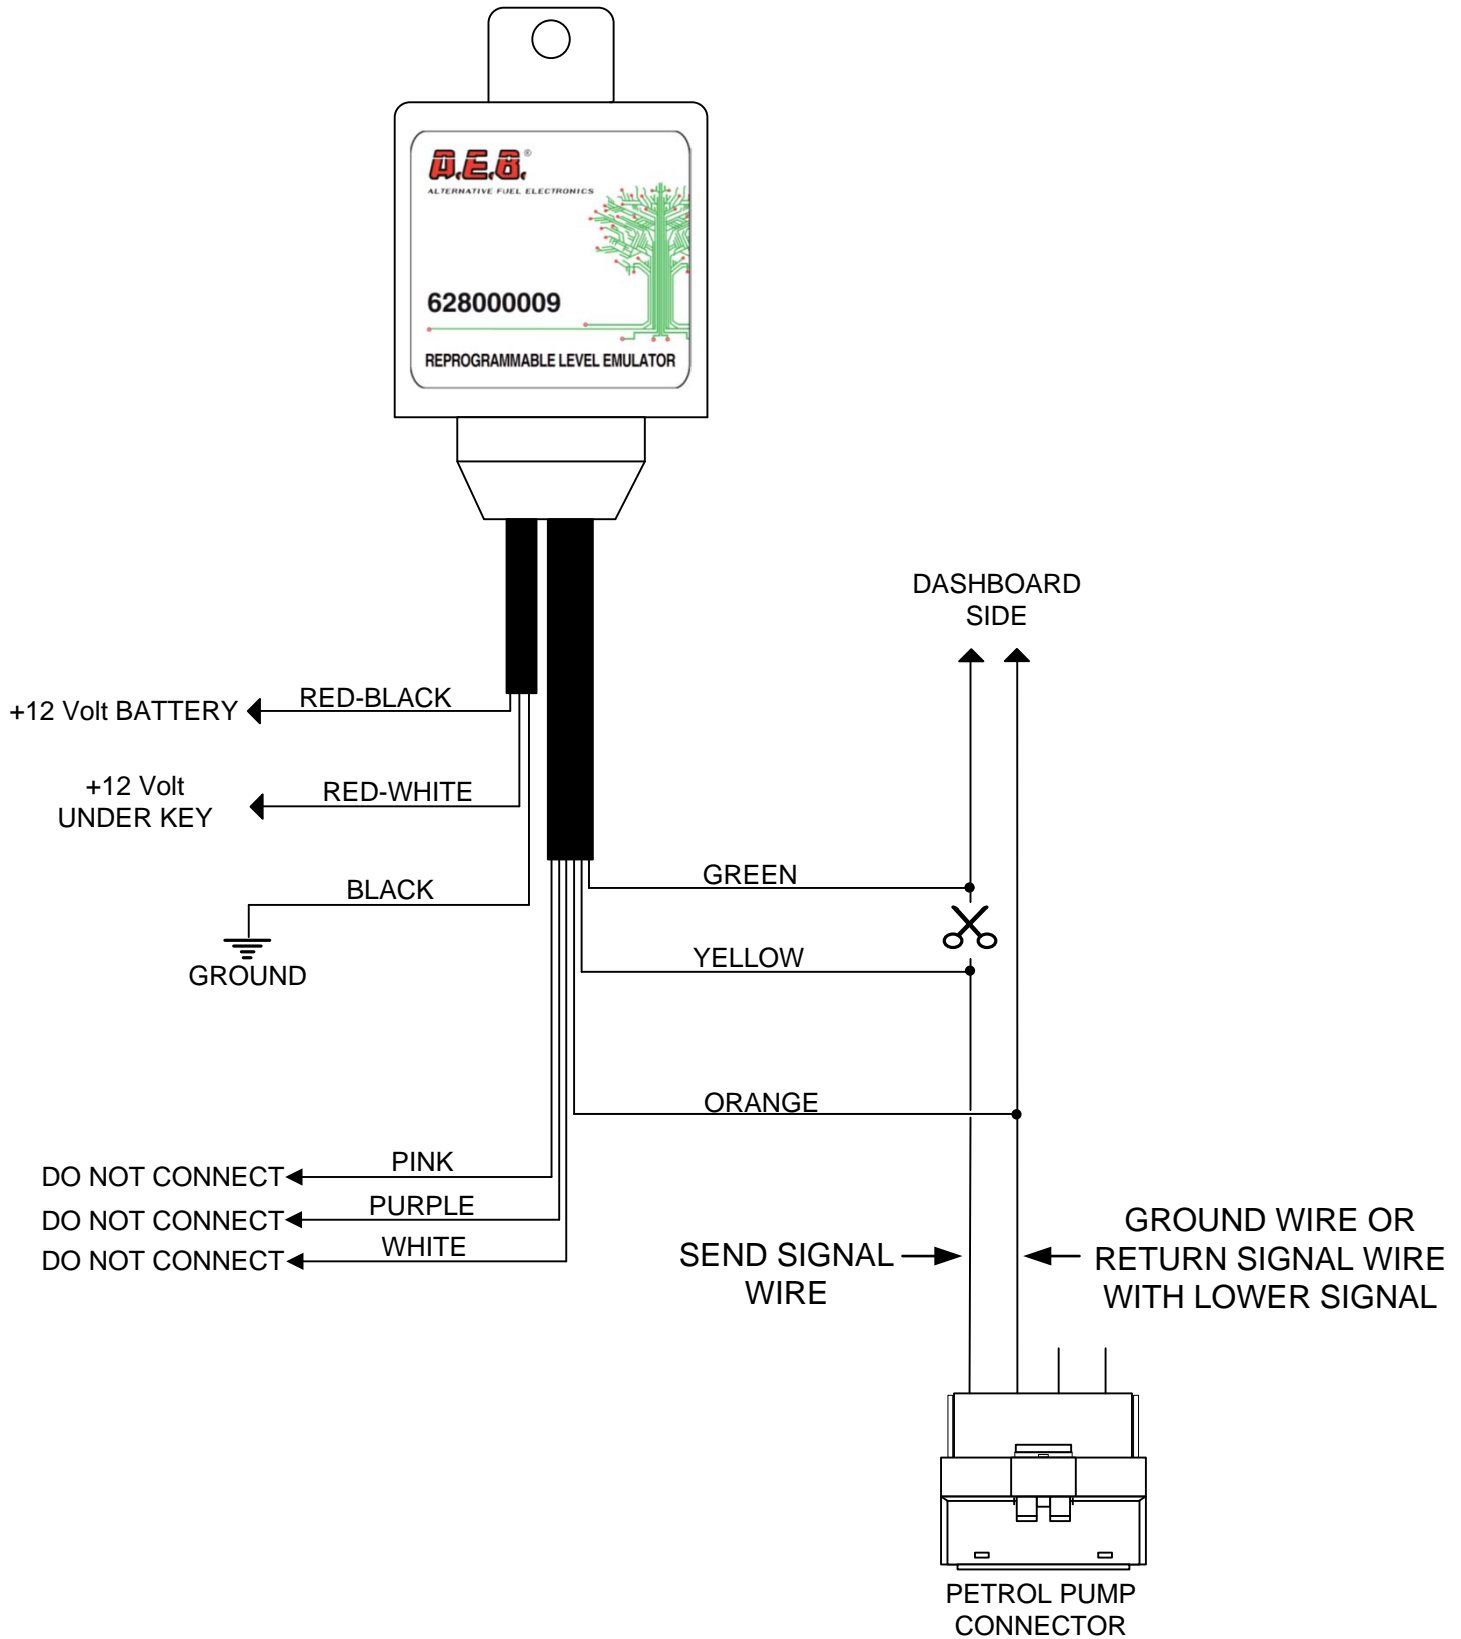 A.E.B.®
ALTERNATIVE FUEL ELECTRONICS
628000009
REPROGRAMMABLE LEVEL EMULATOR
DASHBOARD
SIDE
+12 Volt BATTERY
RED-BLACK
+12 Volt
UNDER KEY
RED-WHITE
BLACK
GROUND
GREEN
YELLOW
ORANGE
DO NOT CONNECT
PINK
DO NOT CONNECT
PURPLE
DO NOT CONNECT
WHITE
SEND SIGNAL
WIRE
GROUND WIRE OR
RETURN SIGNAL WIRE
WITH LOWER SIGNAL
PETROL PUMP
CONNECTOR